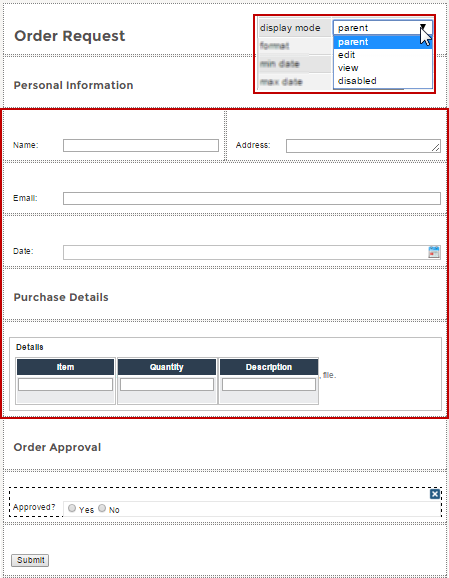 Order Request
display mode parent
format parent
min date edit
view
max date disabled
Personal Information
Name: Address:
Email:
Date:
Purchase Details
Details
Item Quantity Description
, file.
Order Approval
Approved? Yes No
Submit